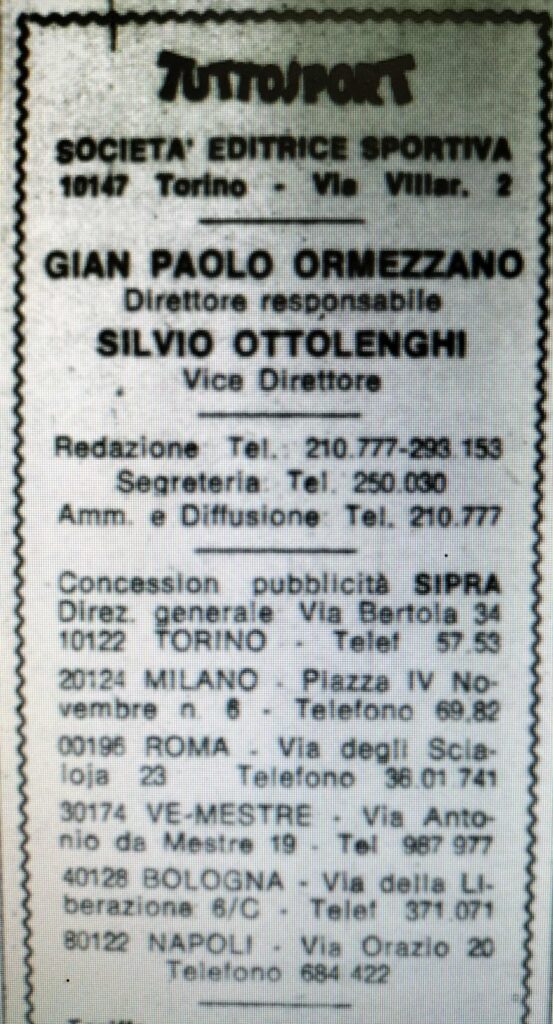 TUTTOSPORT
SOCIETA' EDITRICE SPORTIVA
10147 Torino - Via Villar. 2
GIAN PAOLO ORMEZZANO
Direttore responsabile
SILVIO OTTOLENGHI
Vice Direttore
Redazione Tel.: 210.777-293.153
Segreteria: Tel. 250.030
Amm. e Diffusione: Tel. 210.777
Concession pubblicità SIPRA
Direz. generale Via Bertola 34
10122 TORINO - Telef 57.53
20124 MILANO - Piazza IV No-
vembre n. 6 - Telefono 69.82
00196 ROMA - Via degli Scia-
loja 23 Telefono 36.01.741
30174 VE-MESTRE - Via Anto-
nio da Mestre 19 - Tel 987 977
40128 BOLOGNA - Via della Li-
berazione 6/C - Telef 371.071
80122 NAPOLI - Via Orazio 20
Telefono 684 422